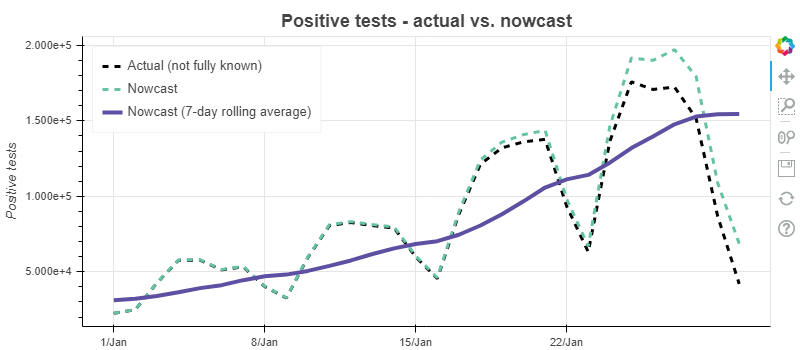 Positive tests - actual vs. nowcast
2.000e+5
1.500e+5
1.000e+5
5.000e+4
Positive tests
Actual (not fully known)
Nowcast
Nowcast (7-day rolling average)
1/Jan
8/Jan
15/Jan
22/Jan